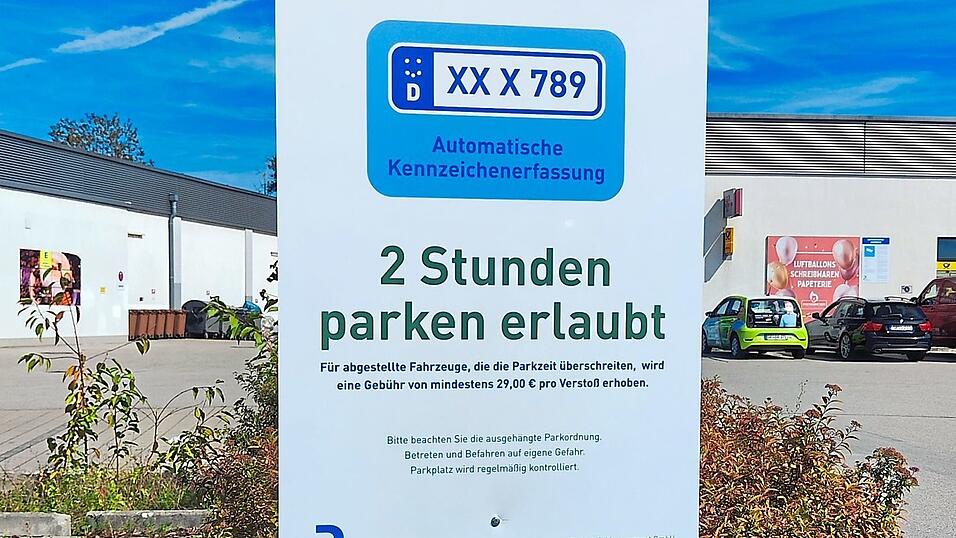 D
XX X 789
Automatische
Kennzeichenerfassung
2 Stunden
parken erlaubt
Für abgestellte Fahrzeuge, die die Parkzeit überschreiten, wird
eine Gebühr von mindestens 29,00 € pro Verstoß erhoben.
Bitte beachten Sie die ausgehängte Parkordnung.
Betreten und Befahren auf eigene Gefahr.
Parkplatz wird regelmäßig kontrolliert.
LUFTBALLONS
SCHREIBWAREN
PAPETERIE